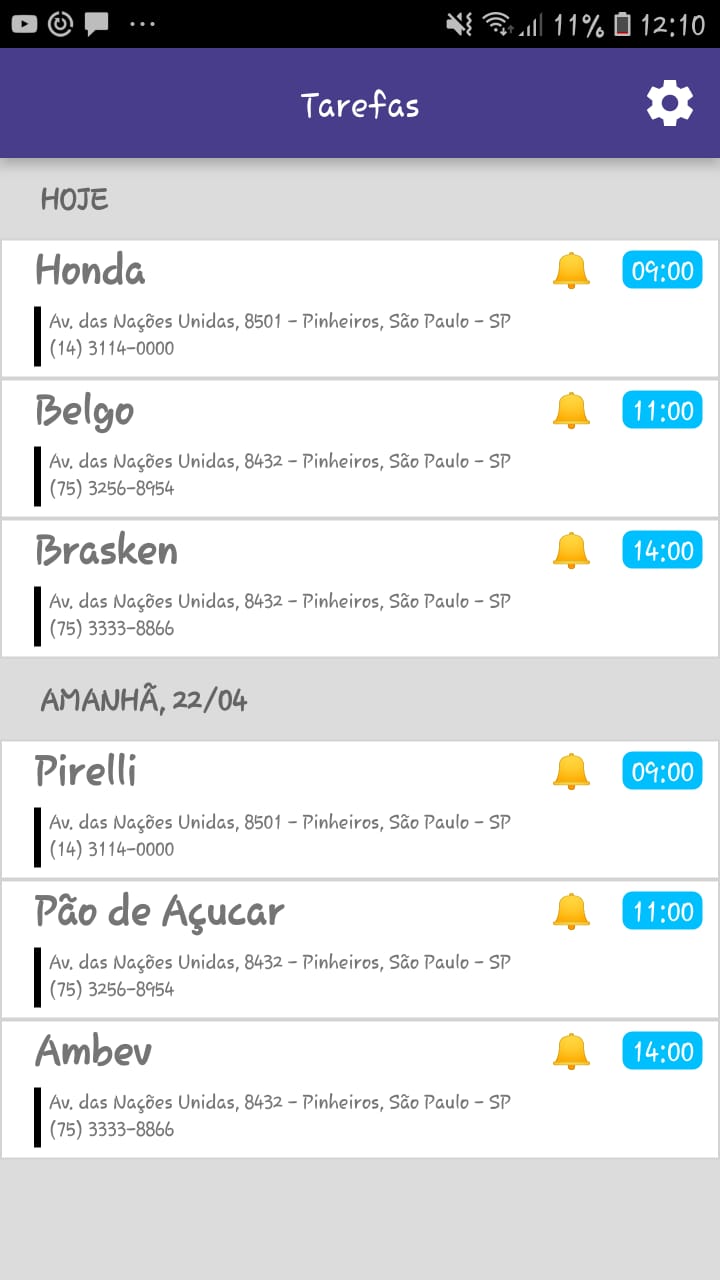 11% 12:10
Tarefas
HOJE
Honda 09:00
Av. das Nações Unidas, 8501 - Pinheiros, São Paulo - SP
(14) 3114-0000
Belgo 11:00
Av. das Nações Unidas, 8432 - Pinheiros, São Paulo - SP
(75) 3256-8954
Brasken 14:00
Av. das Nações Unidas, 8432 - Pinheiros, São Paulo - SP
(75) 3333-8866
AMANHÃ, 22/04
Pirelli 09:00
Av. das Nações Unidas, 8501 - Pinheiros, São Paulo - SP
(14) 3114-0000
Pão de Açucar 11:00
Av. das Nações Unidas, 8432 - Pinheiros, São Paulo - SP
(75) 3256-8954
Ambev 14:00
Av. das Nações Unidas, 8432 - Pinheiros, São Paulo - SP
(75) 3333-8866